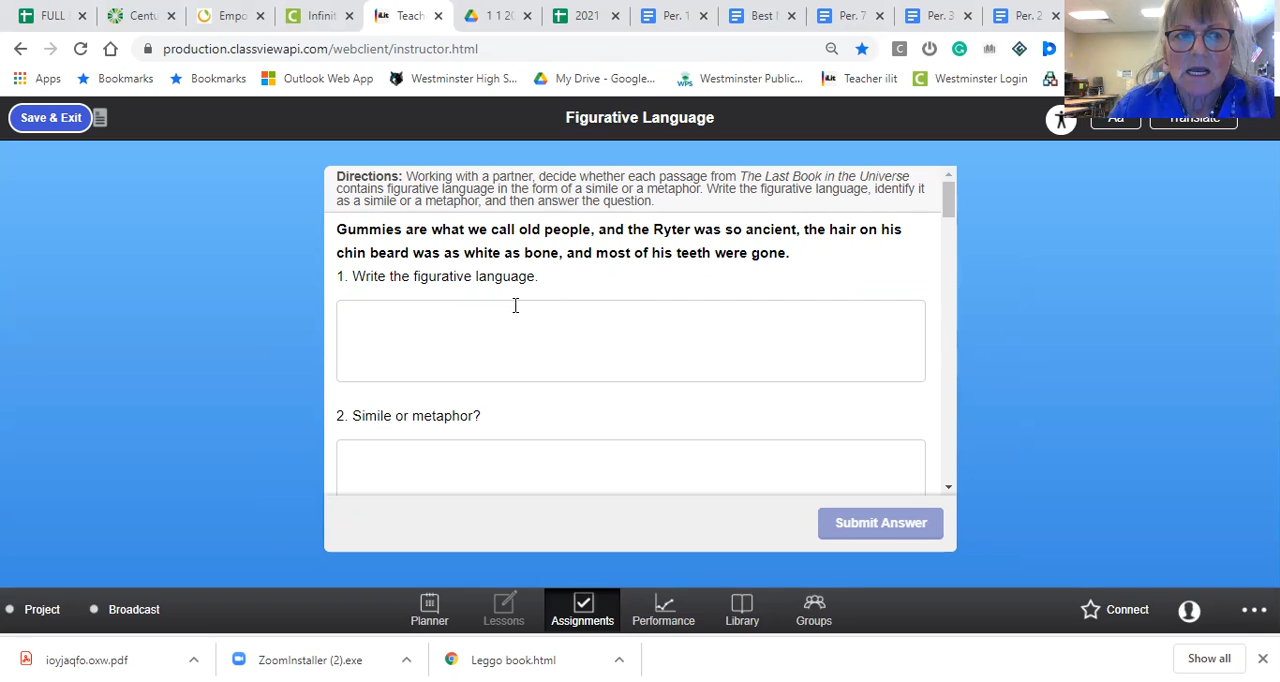 FULL
Centu
Empo
Infinit
Teach
1 1 2
2021
Per. 1
Best
Per. 7
Per. 3
Per. 2
production.classviewapi.com/webclient/instructor.html
Apps
Bookmarks
Bookmarks
Outlook Web App
Westminster High S...
My Drive - Google...
Westminster Public...
Teacher ilit
Westminster Login
Save & Exit
Figurative Language
Aa
Translate
Directions: Working with a partner, decide whether each passage from The Last Book in the Universe
contains figurative language in the form of a simile or a metaphor. Write the figurative language, identify it
as a simile or a metaphor, and then answer the question.
Gummies are what we call old people, and the Ryter was so ancient, the hair on his
chin beard was as white as bone, and most of his teeth were gone.
1. Write the figurative language.
2. Simile or metaphor?
Submit Answer
Project
Broadcast
Planner
Lessons
Assignments
Performance
Library
Groups
Connect
ioyjaqfo.oxw.pdf
ZoomInstaller (2).exe
Leggo book.html
Show all